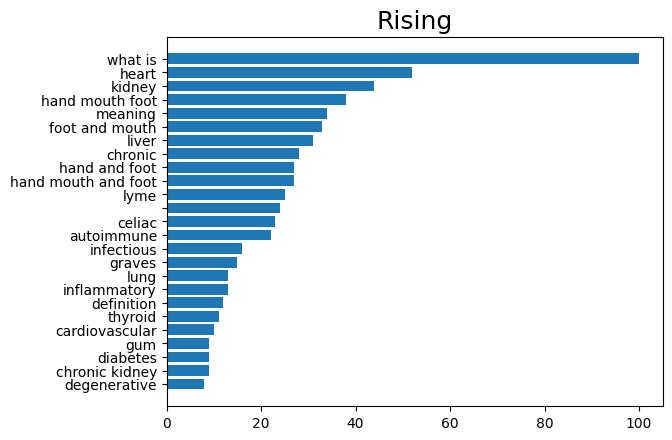 Rising
what is
heart
kidney
hand mouth foot
meaning
foot and mouth
liver
chronic
hand and foot
hand mouth and foot
lyme
celiac
autoimmune
infectious
graves
lung
inflammatory
definition
thyroid
cardiovascular
gum
diabetes
chronic kidney
degenerative
0 20 40 60 80 100